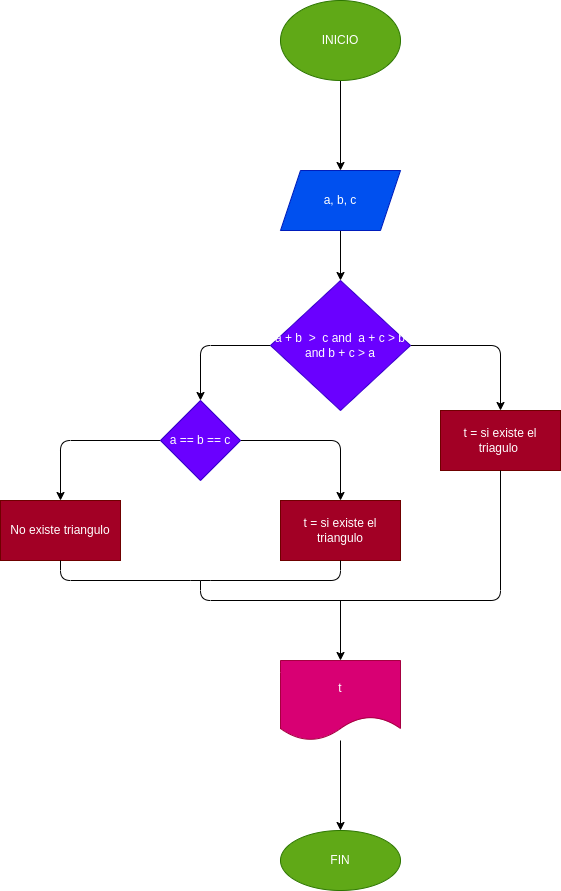 INICIO
a, b, c
a + b > c and a + c > b
and b + c > a
a == b == c
t = si existe el
triagulo
No existe triangulo
t = si existe el
triangulo
t
FIN